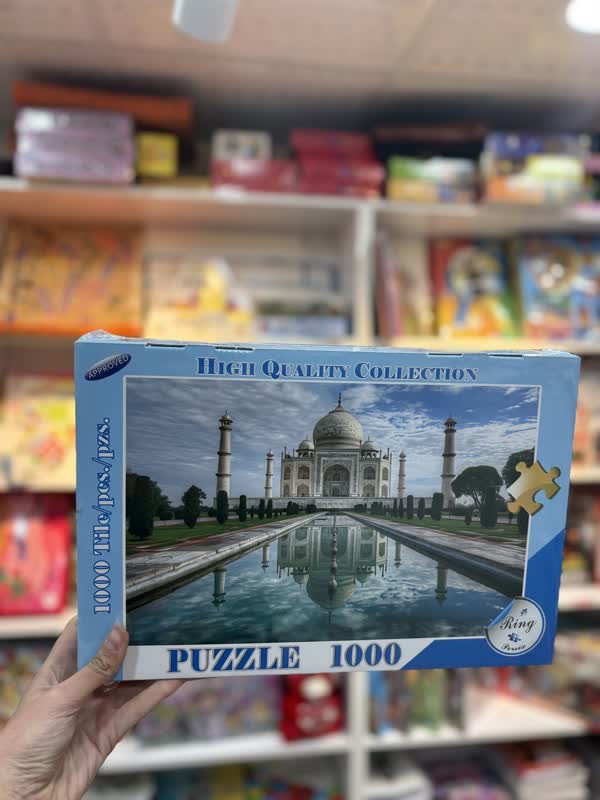 APPROVED
HIGH QUALITY COLLECTION
1000 Tile/pcs./pzs.
Ring
Persia
PUZZLE 1000